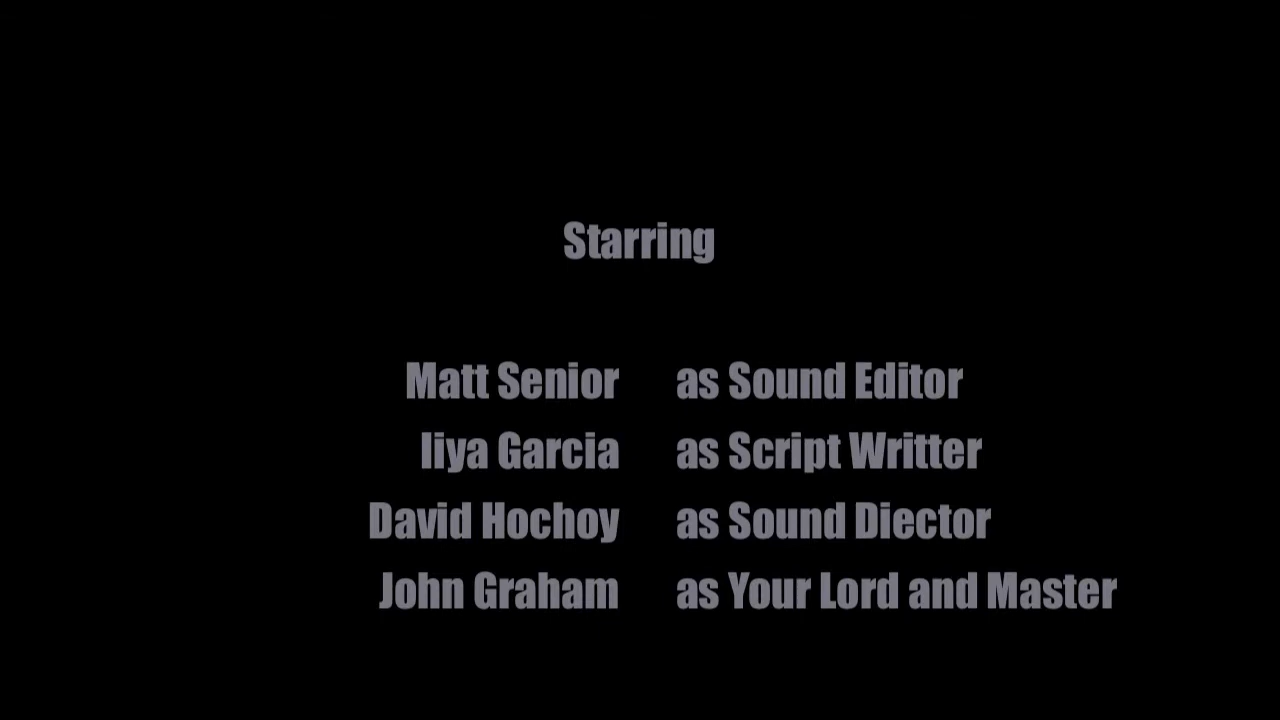 Starring
Matt Senior as Sound Editor
Iiya Garcia as Script Writter
David Hochoy as Sound Diector
John Graham as Your Lord and Master